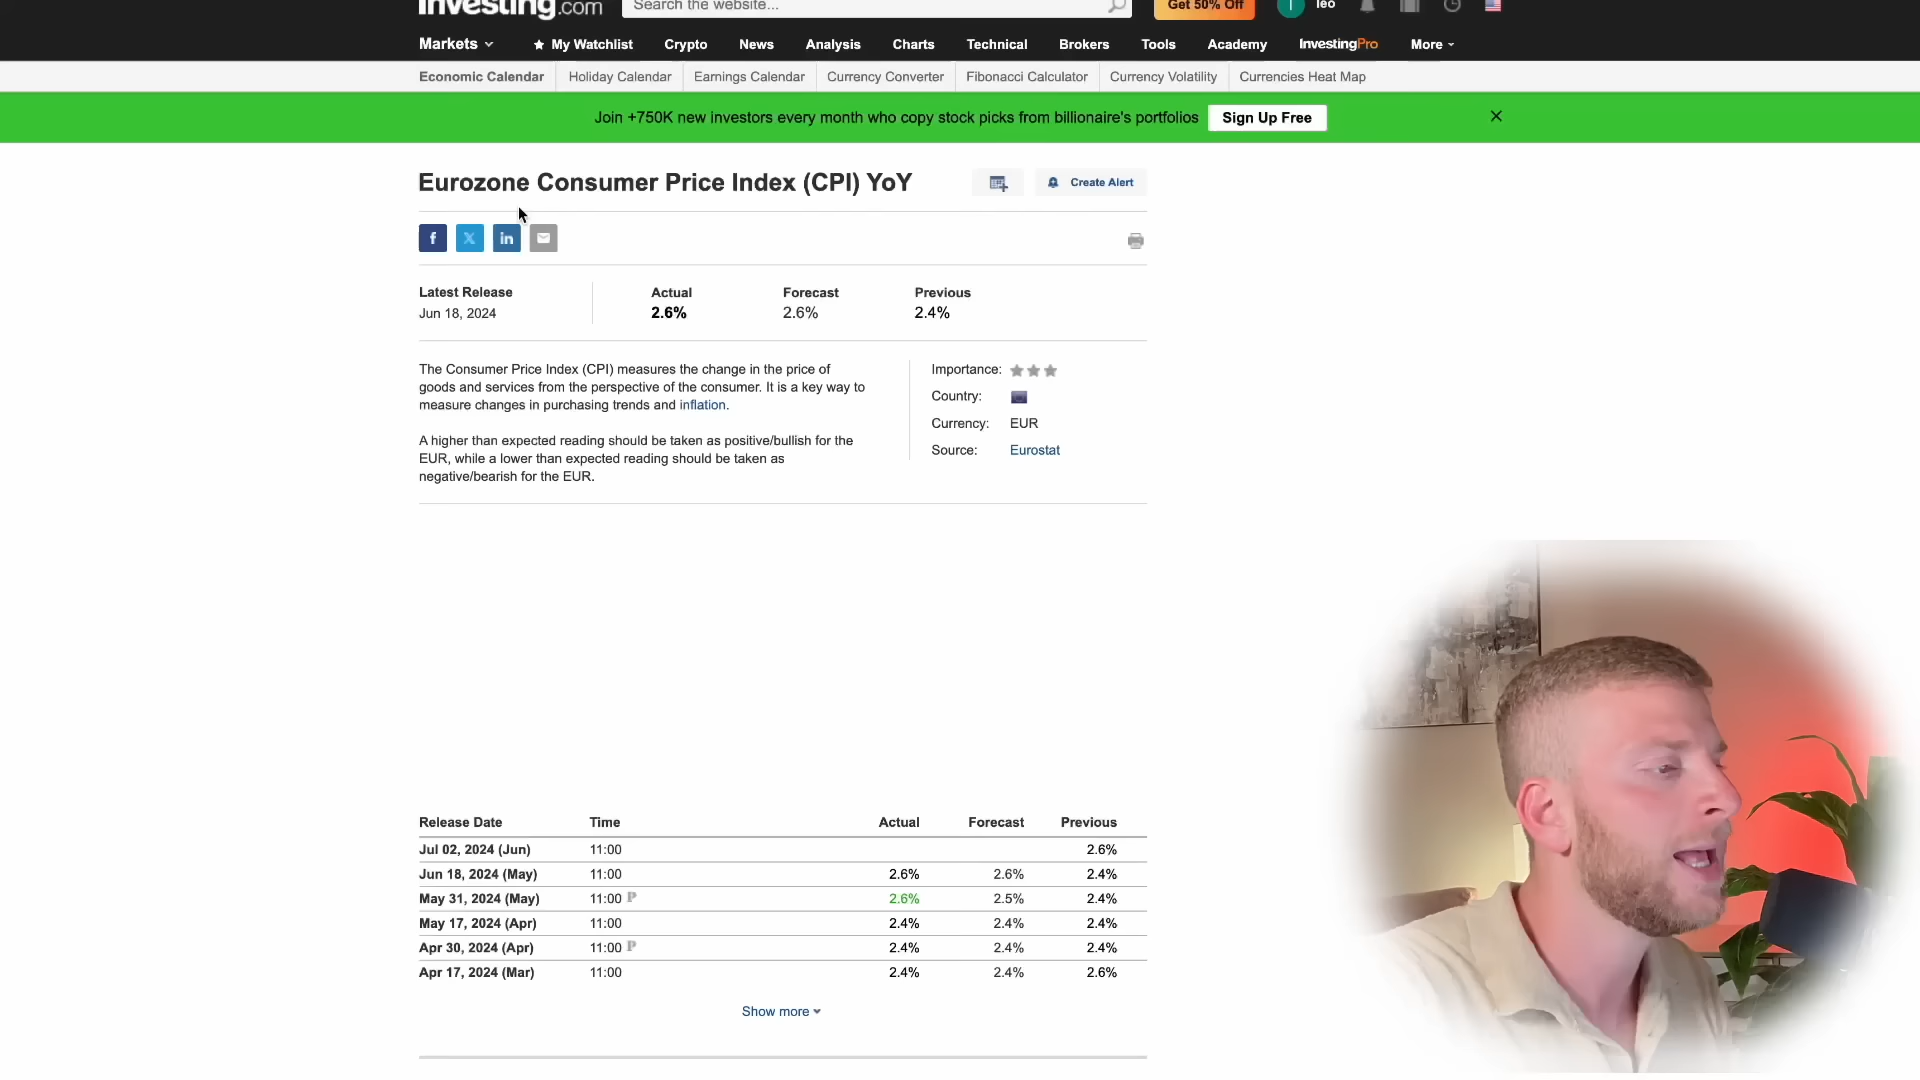 Investing.com
Search the website...
Get 50% Off
leo
Markets
My Watchlist
Crypto
News
Analysis
Charts
Technical
Brokers
Tools
Academy
InvestingPro
More
Economic Calendar
Holiday Calendar
Earnings Calendar
Currency Converter
Fibonacci Calculator
Currency Volatility
Currencies Heat Map
Join +750K new investors every month who copy stock picks from billionaire's portfolios
Sign Up Free
Eurozone Consumer Price Index (CPI) YoY
Create Alert
Latest Release Actual Forecast Previous
Jun 18, 2024 2.6% 2.6% 2.4%
The Consumer Price Index (CPI) measures the change in the price of
goods and services from the perspective of the consumer. It is a key way to
measure changes in purchasing trends and inflation.
A higher than expected reading should be taken as positive/bullish for the
EUR, while a lower than expected reading should be taken as
negative/bearish for the EUR.
Importance:
Country:
Currency: EUR
Source: Eurostat
Release Date Time Actual Forecast Previous
Jul 02, 2024 (Jun) 11:00 2.6%
Jun 18, 2024 (May) 11:00 2.6% 2.6% 2.4%
May 31, 2024 (May) 11:00 P 2.6% 2.5% 2.4%
May 17, 2024 (Apr) 11:00 2.4% 2.4% 2.4%
Apr 30, 2024 (Apr) 11:00 P 2.4% 2.4% 2.4%
Apr 17, 2024 (Mar) 11:00 2.4% 2.4% 2.6%
Show more